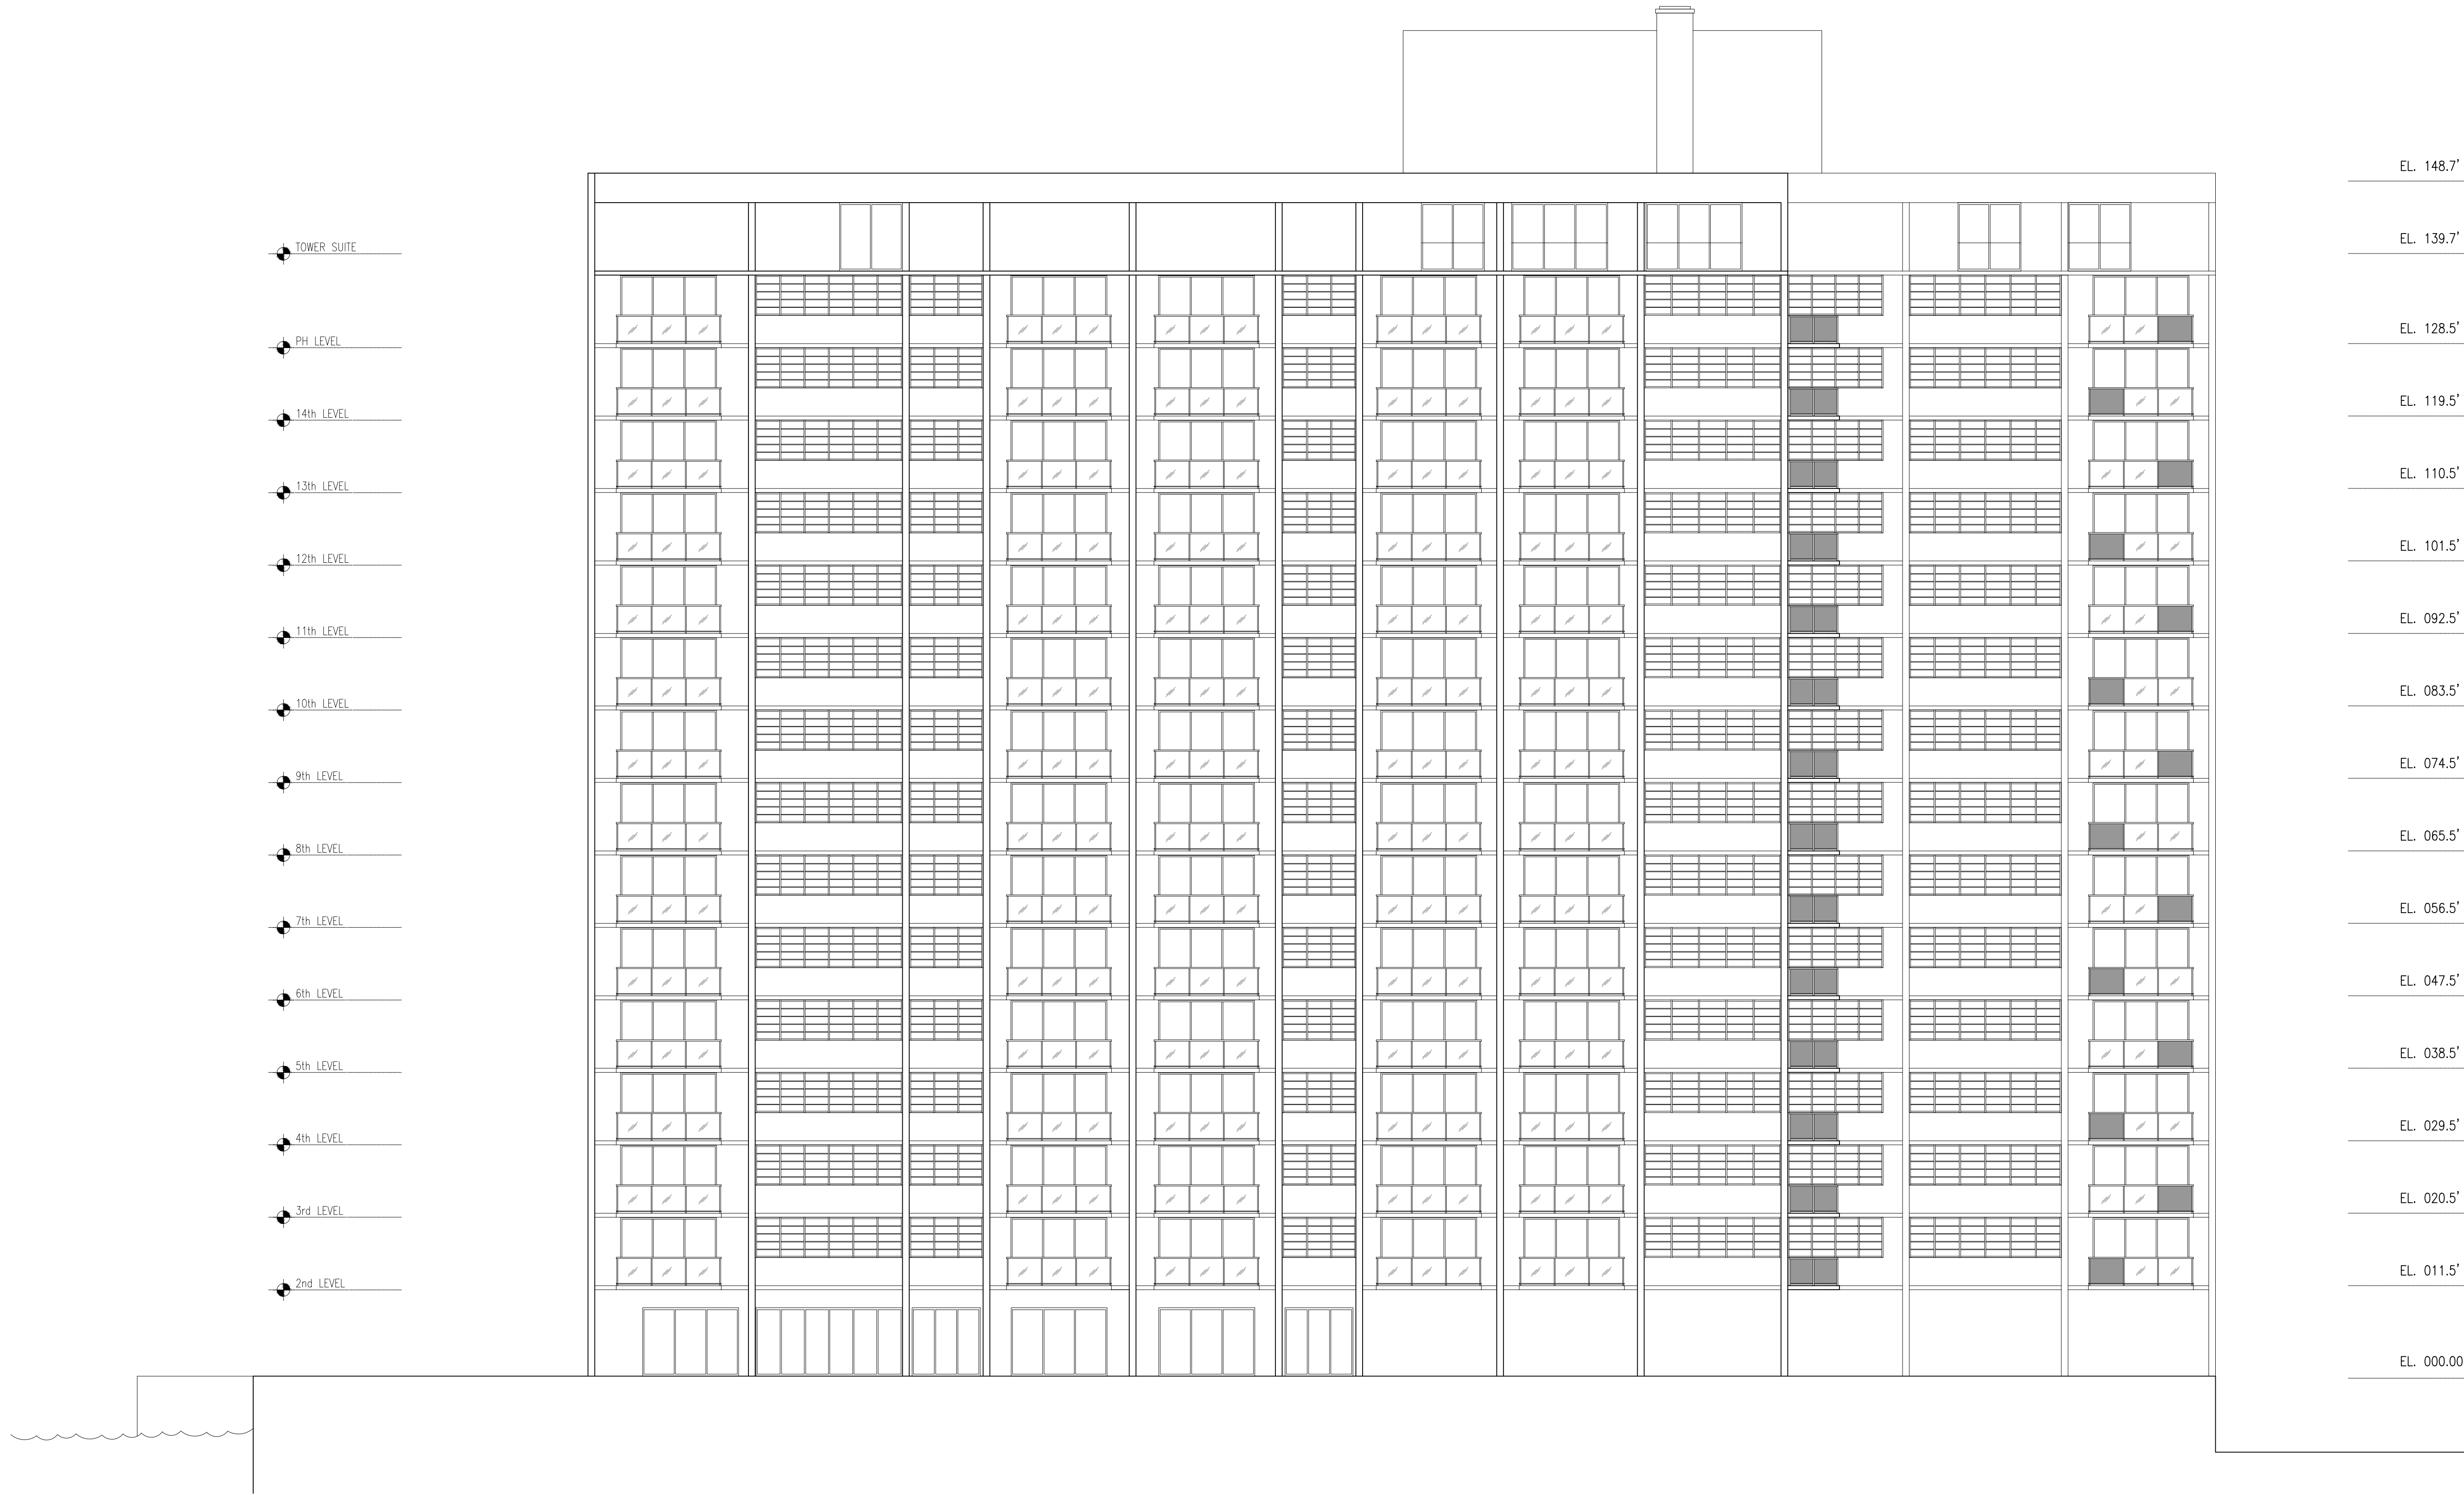 EL. 148.7'
TOWER SUITE
EL. 139.7'
PH LEVEL
EL. 128.5'
14th LEVEL
EL. 119.5'
13th LEVEL
EL. 110.5'
12th LEVEL
EL. 101.5'
11th LEVEL
EL. 092.5'
10th LEVEL
EL. 083.5'
9th LEVEL
EL. 074.5'
8th LEVEL
EL. 065.5'
7th LEVEL
EL. 056.5'
6th LEVEL
EL. 047.5'
5th LEVEL
EL. 038.5'
4th LEVEL
EL. 029.5'
3rd LEVEL
EL. 020.5'
2nd LEVEL
EL. 011.5'
EL. 000.00